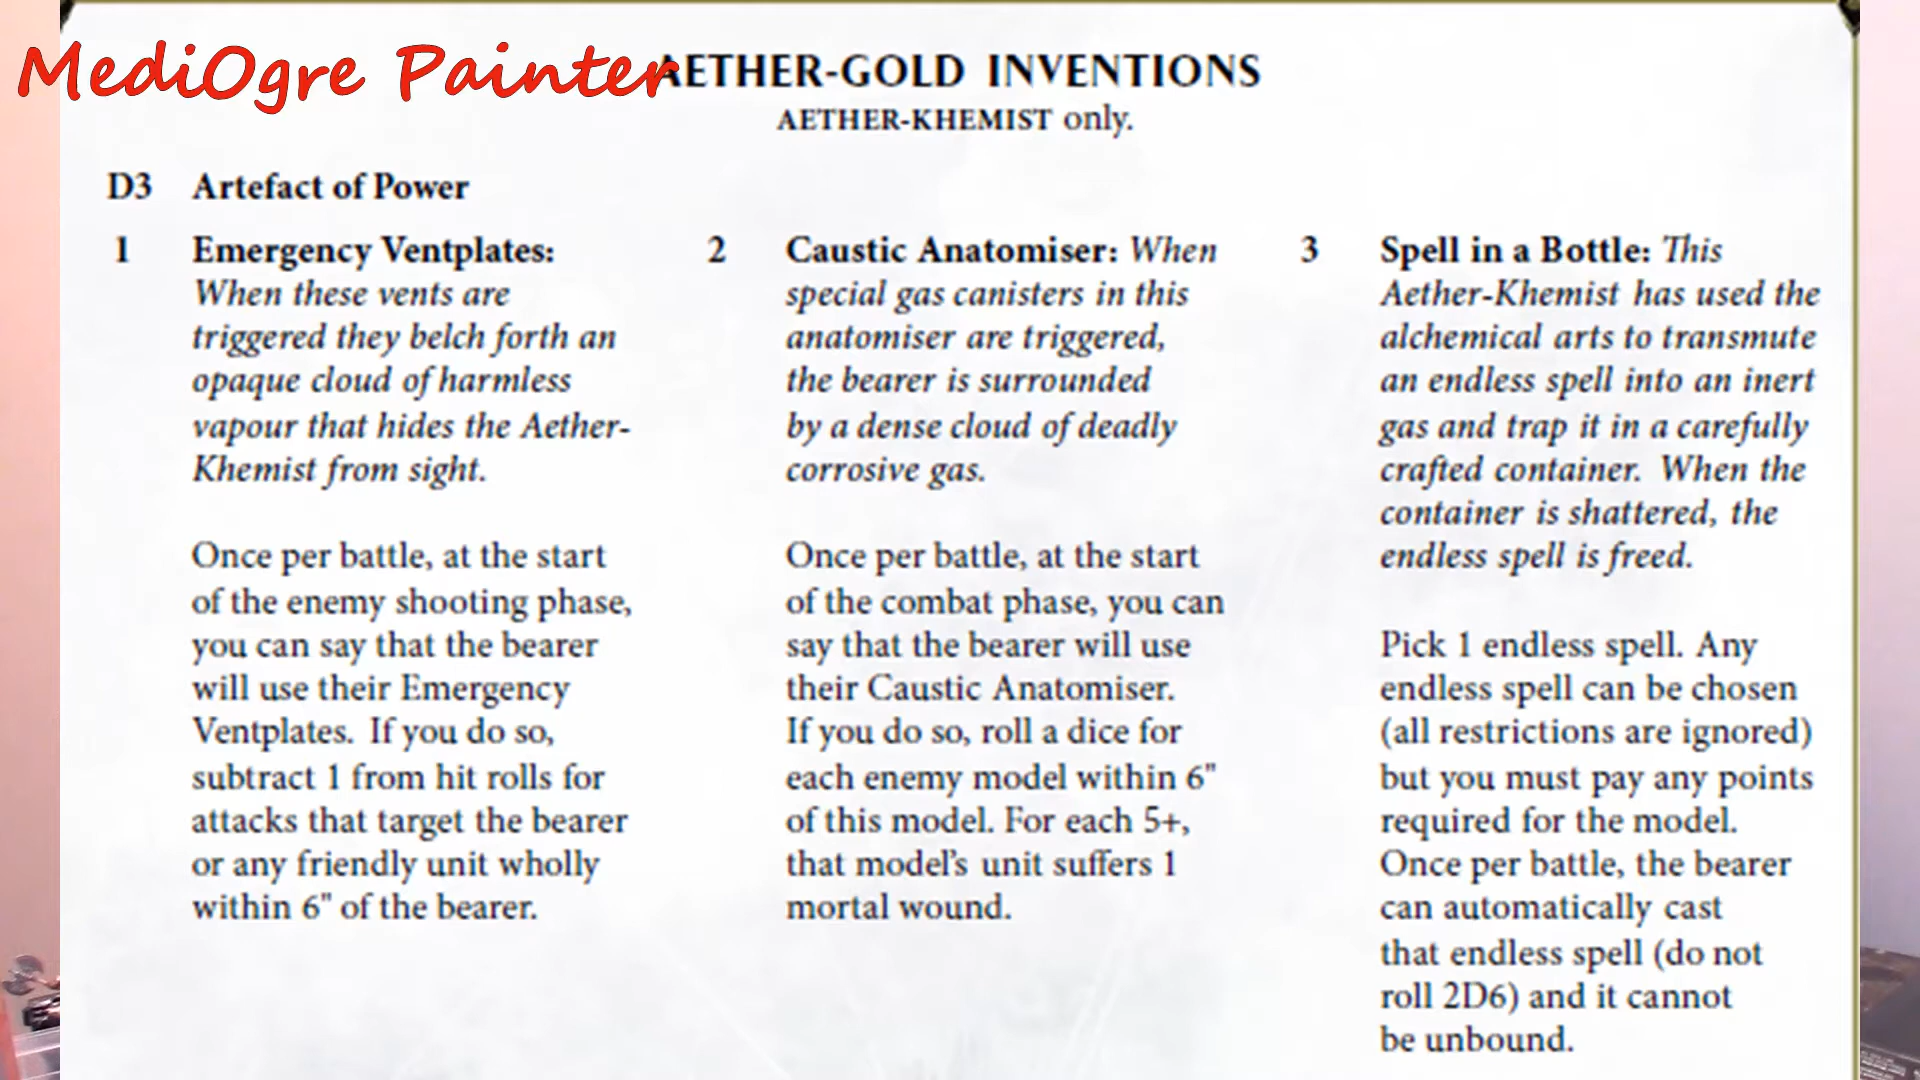 MediOgre Painter
AETHER-GOLD INVENTIONS
AETHER-KHEMIST only.
D3 Artefact of Power
1 Emergency Ventplates:
When these vents are
triggered they belch forth an
opaque cloud of harmless
vapour that hides the Aether-
Khemist from sight.
Once per battle, at the start
of the enemy shooting phase,
you can say that the bearer
will use their Emergency
Ventplates. If you do so,
subtract 1 from hit rolls for
attacks that target the bearer
or any friendly unit wholly
within 6" of the bearer.
2 Caustic Anatomiser: When
special gas canisters in this
anatomiser are triggered,
the bearer is surrounded
by a dense cloud of deadly
corrosive gas.
Once per battle, at the start
of the combat phase, you can
say that the bearer will use
their Caustic Anatomiser.
If you do so, roll a dice for
each enemy model within 6"
of this model. For each 5+,
that model's unit suffers 1
mortal wound.
3 Spell in a Bottle: This
Aether-Khemist has used the
alchemical arts to transmute
an endless spell into an inert
gas and trap it in a carefully
crafted container. When the
container is shattered, the
endless spell is freed.
Pick 1 endless spell. Any
endless spell can be chosen
(all restrictions are ignored)
but you must pay any points
required for the model.
Once per battle, the bearer
can automatically cast
that endless spell (do not
roll 2D6) and it cannot
be unbound.